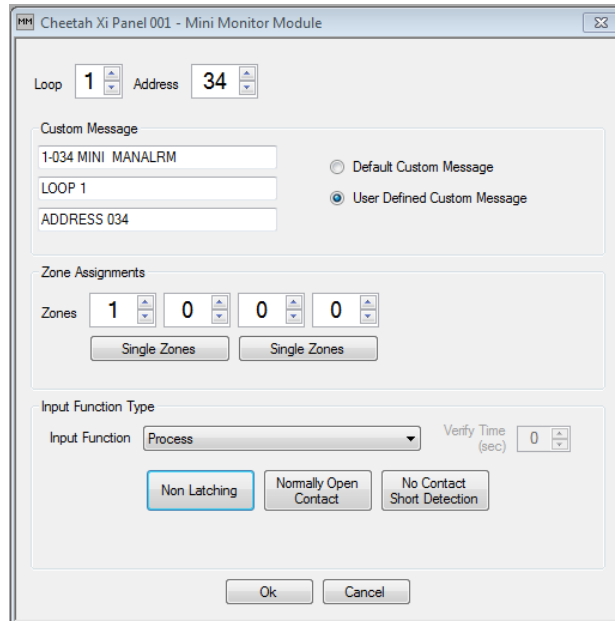 MM Cheetah Xi Panel 001 - Mini Monitor Module
Loop 1 Address 34
Custom Message
1-034 MINI  MANALRM
LOOP 1
ADDRESS 034
Default Custom Message
User Defined Custom Message
Zone Assignments
Zones 1 0 0 0
Single Zones Single Zones
Input Function Type
Input Function Process
Verify Time
(sec) 0
Non Latching
Normally Open
Contact
No Contact
Short Detection
Ok Cancel